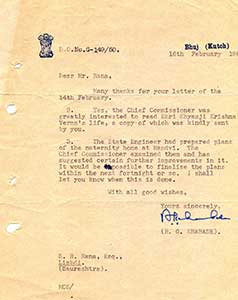 D.O.No.G-149/50.
Bhuj (Kutch)
16th February 195
Dear Mr. Rana,
Many thanks for your letter of the
14th February.
2. Yes. the Chief Commissioner was
greatly interested to read Shri Shyamji Krishna
Verma's life, a copy of which was kindly sent
by you.
3. The State Engineer had prepared plans
of the maternity home at Mandvi. The
Chief Commissioner examined them and has
suggested certain further improvements in it.
It would be possible to finalise the plans
within the next fortnight or so. I shall
let you know when this is done.
With all good wishes,
Yours sincerely,
S. R. Rana, Esq.,
Limbdi.
(Saurashtra).